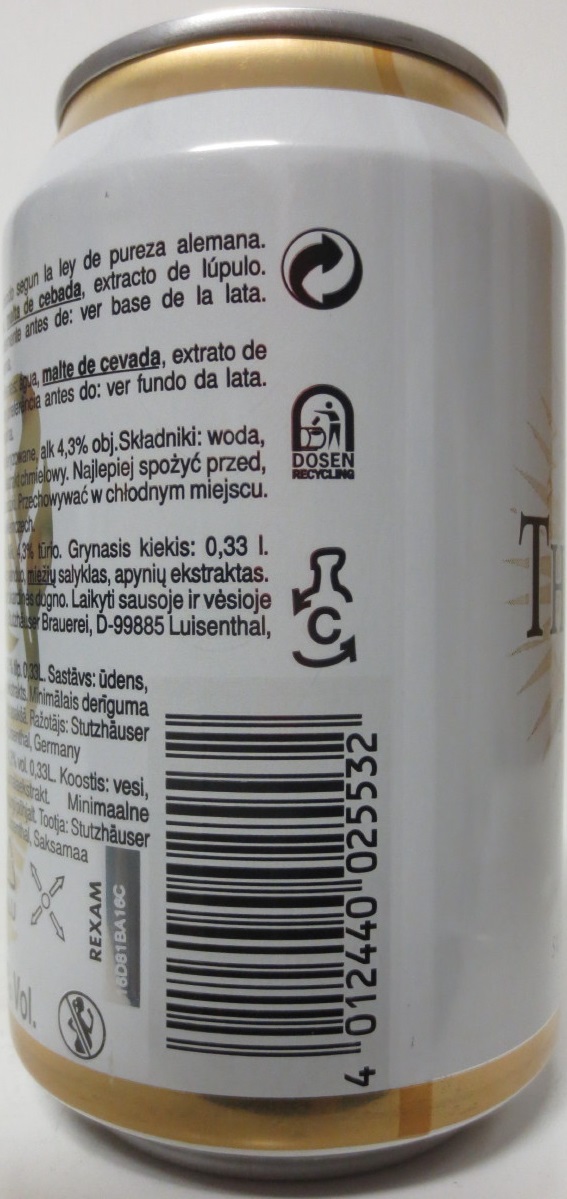 segun la ley de pureza alemana.
de cebada, extracto de lúpulo.
antes de: ver base de la lata.
água, malte de cevada, extrato de
antes do: ver fundo da lata.
alk 4,3% obj.Składniki: woda,
chmielowy. Najlepiej spożyć przed,
Przechowywać w chłodnym miejscu.
4,3% tūrio. Grynasis kiekis: 0,33 l.
miežių salyklas, apynių ekstraktas.
dugno. Laikyti sausoje ir vėsioje
Brauerei, D-99885 Luisenthal,
0,33L. Sastāvs: ūdens,
Minimālais derīguma
Ražotājs: Stutzhäuser
Germany
vol. 0,33L. Koostis: vesi,
Minimaalne
Tootja: Stutzhäuser
Saksamaa
DOSEN
RECYCLING
C
TH
REXAM
Vol.
4 012440 025532